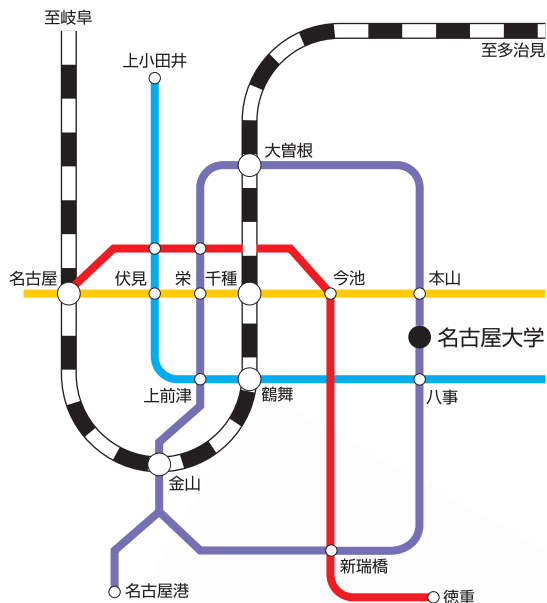 至岐阜
至多治見
上小田井
大曽根
名古屋
伏見
栄
千種
今池
本山
名古屋大学
上前津
鶴舞
八事
金山
新瑞橋
名古屋港
徳重